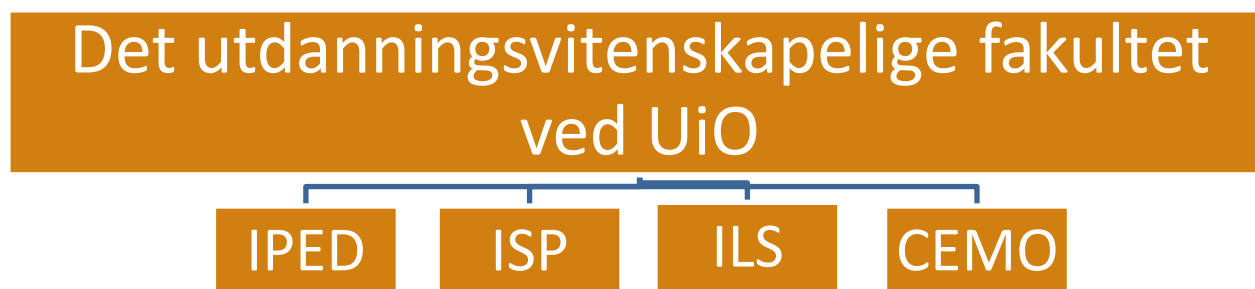 Det utdanningsvitenskapelige fakultet
ved UiO
IPED ISP ILS CEMO